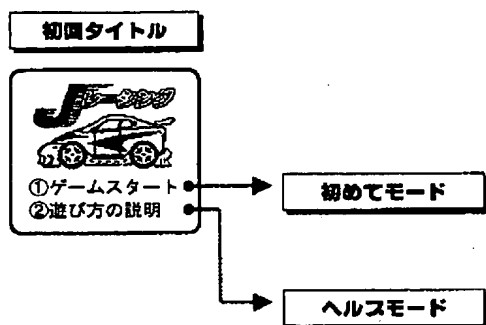 初回タイトル
①ゲームスタート
②遊び方の説明
初めてモード
ヘルスモード